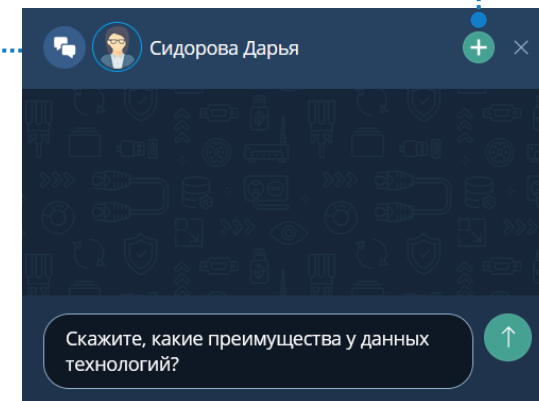 Сидорова Дарья
Скажите, какие преимущества у данных
технологий?